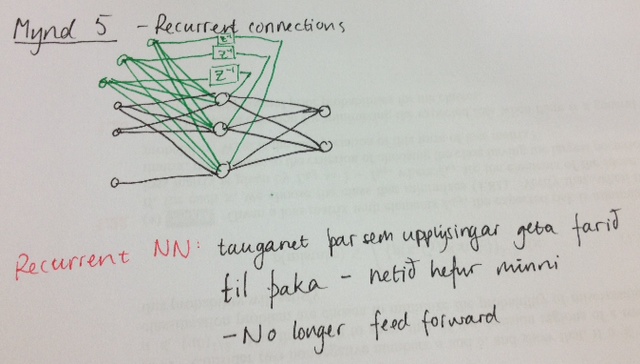 Mynd 5 - Recurrent connections
z⁻¹
z⁻¹
z⁻¹
Recurrent NN: tauganet þar sem upplýsingar geta farið
til þaka - netið hefur minni
- No longer feed forward